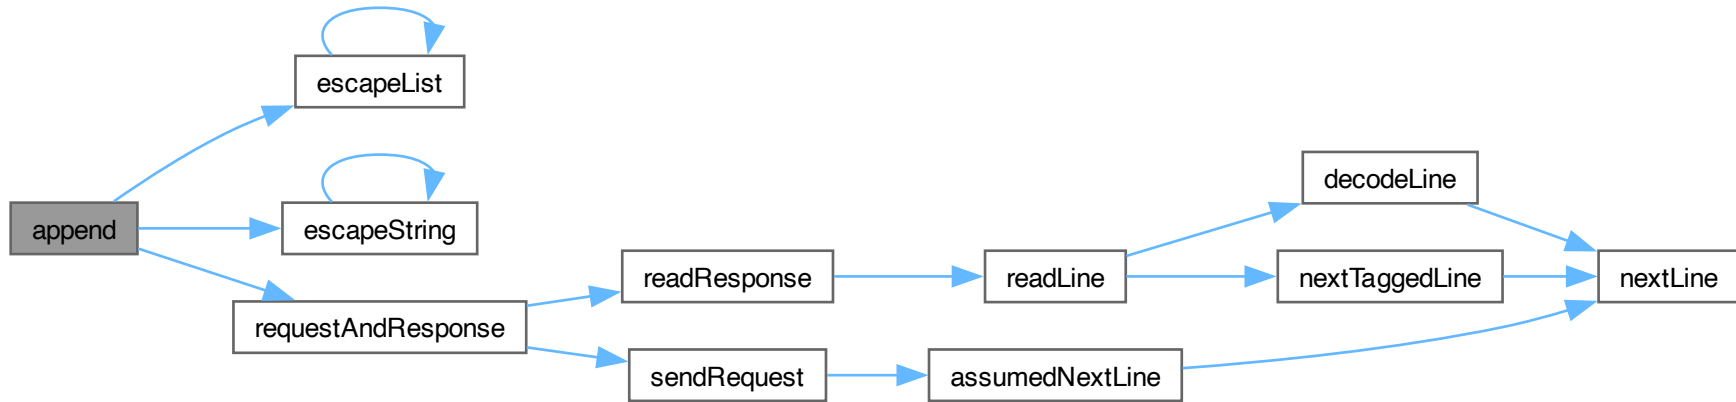 escapeList
decodeLine
append
escapeString
readResponse
readLine
nextTaggedLine
nextLine
requestAndResponse
sendRequest
assumedNextLine